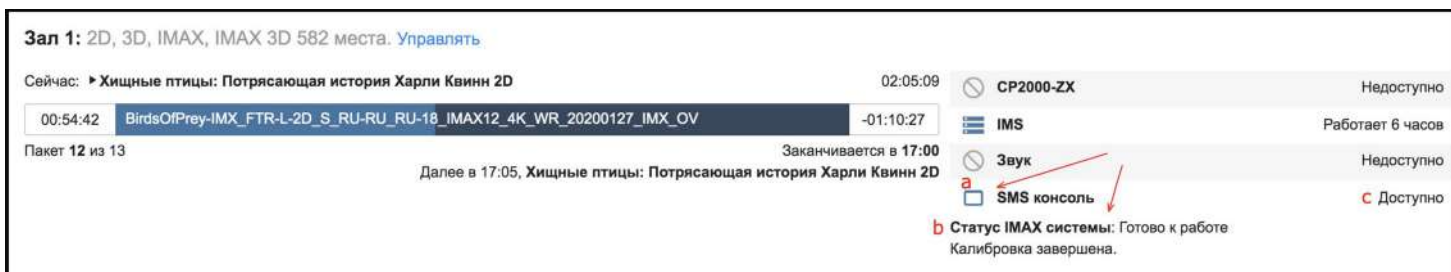 Зал 1: 2D, 3D, IMAX, IMAX 3D 582 места. Управлять
Сейчас: ▶Хищные птицы: Потрясающая история Харли Квинн 2D 02:05:09
00:54:42 BirdsOfPrey-IMX_FTR-L-2D_S_RU-RU_RU-18_IMAX12_4K_WR_20200127_IMX_OV -01:10:27
Пакет 12 из 13 Заканчивается в 17:00
Далее в 17:05, Хищные птицы: Потрясающая история Харли Квинн 2D
CP2000-ZX Недоступно
IMS Работает 6 часов
Звук Недоступно
a SMS консоль c Доступно
b Статус IMAX системы: Готово к работе
Калибровка завершена.